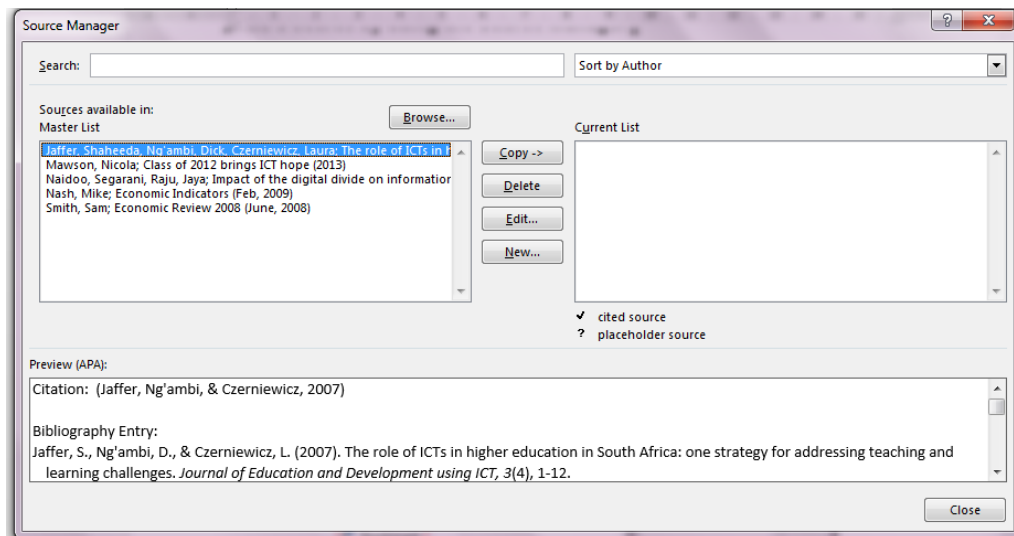 Source Manager
Search:
Sort by Author
Sources available in:
Master List
Browse...
Current List
Jaffer, Shaheeda, Ng'ambi, Dick, Czerniewicz, Laura; The role of ICTs in
Mawson, Nicola; Class of 2012 brings ICT hope (2013)
Naidoo, Segarani, Raju, Jaya; Impact of the digital divide on information
Nash, Mike; Economic Indicators (Feb, 2009)
Smith, Sam; Economic Review 2008 (June, 2008)
Copy ->
Delete
Edit...
New...
✓ cited source
? placeholder source
Preview (APA):
Citation: (Jaffer, Ng'ambi, & Czerniewicz, 2007)
Bibliography Entry:
Jaffer, S., Ng'ambi, D., & Czerniewicz, L. (2007). The role of ICTs in higher education in South Africa: one strategy for addressing teaching and
learning challenges. Journal of Education and Development using ICT, 3(4), 1-12.
Close